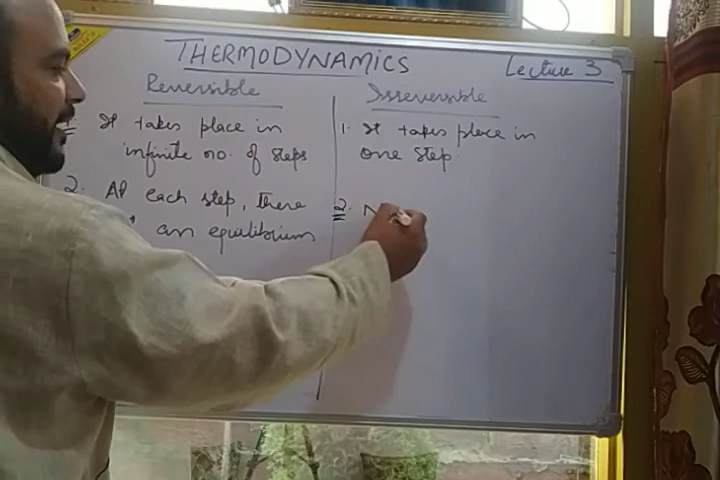 THERMODYNAMICS
Lecture 3
Reversible
It takes place in
infinite no. of steps
2. At each step, there
an equilibrium
Irreversible
1. It takes place in
one step.
2. N